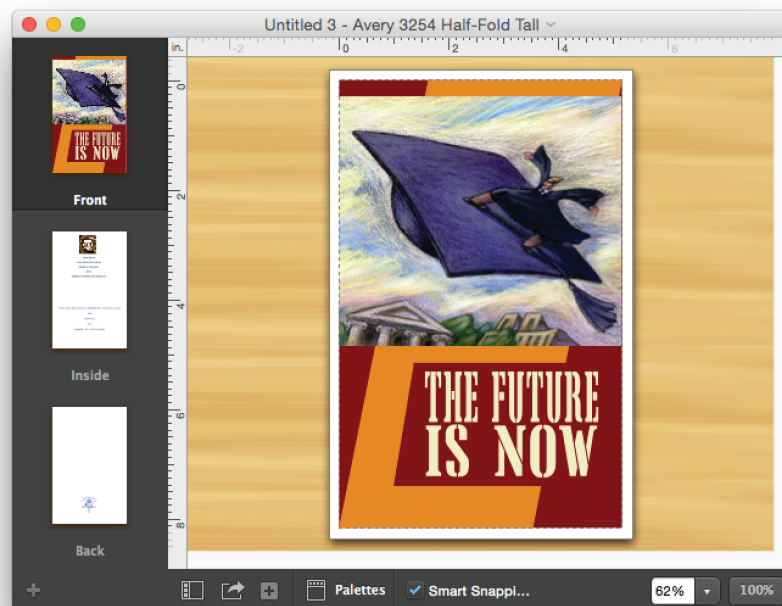 Untitled 3 - Avery 3254 Half-Fold Tall
in.
-2 0 2 4 6
0
2
4
6
8
THE FUTURE
IS NOW
Front
Inside
Back
THE FUTURE
IS NOW
Palettes Smart Snappi... 62% 100%